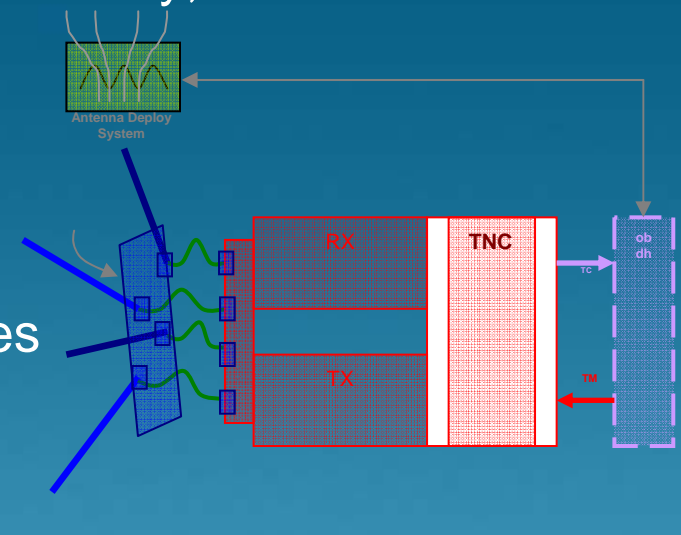 y,
Antenna Deploy
System
RX
TNC
ob
dh
TC
es
TX
TM